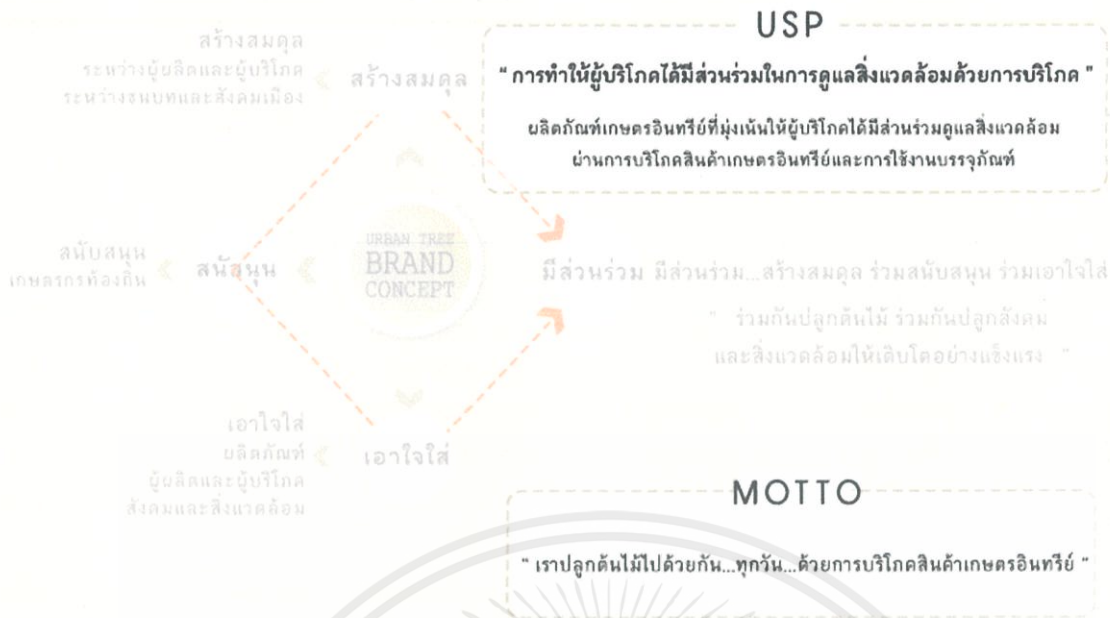 USP
" การทำให้ผู้บริโภคได้มีส่วนร่วมในการดูแลสิ่งแวดล้อมด้วยการบริโภค "
ผลิตภัณฑ์เกษตรอินทรีย์ที่มุ่งเน้นให้ผู้บริโภคได้มีส่วนร่วมดูแลสิ่งแวดล้อม
ผ่านการบริโภคสินค้าเกษตรอินทรีย์และการใช้งานบรรจุภัณฑ์
สร้างสมดุล
ระหว่างผู้ผลิตและผู้บริโภค
ระหว่างชนบทและสังคมเมือง
สร้างสมดุล
สนับสนุน
เกษตรกรท้องถิ่น
สนัสนุน
URBAN TREE
BRAND
CONCEPT
มีส่วนร่วม มีส่วนร่วม...สร้างสมดุล ร่วมสนับสนุน ร่วมเอาใจใส่
" ร่วมกันปลูกต้นไม้ ร่วมกันปลูกสังคม
และสิ่งแวดล้อมให้เติบโตอย่างแข็งแรง "
เอาใจใส่
ผลิตภัณฑ์
ผู้ผลิตและผู้บริโภค
สังคมและสิ่งแวดล้อม
เอาใจใส่
MOTTO
" เราปลูกต้นไม้ไปด้วยกัน...ทุกวัน...ด้วยการบริโภคสินค้าเกษตรอินทรีย์ "